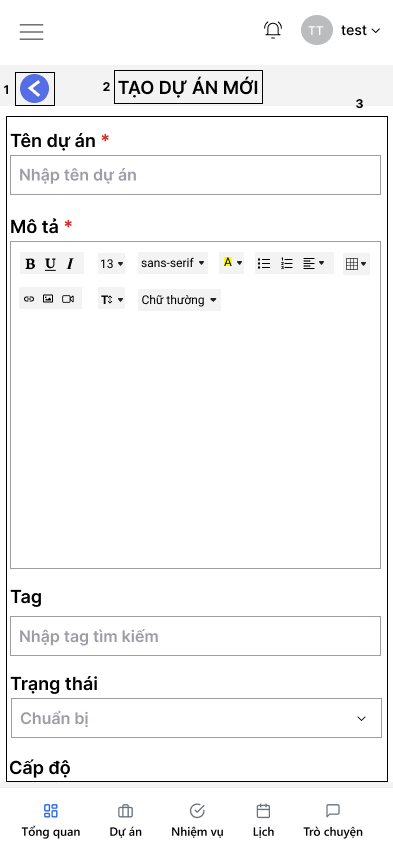 TT test
1 2 TẠO DỰ ÁN MỚI
3
Tên dự án *
Nhập tên dự án
Mô tả *
B U I 13 sans-serif A
T Chữ thường
Tag
Nhập tag tìm kiếm
Trạng thái
Chuẩn bị
Cấp độ
Tổng quan Dự án Nhiệm vụ Lịch Trò chuyện